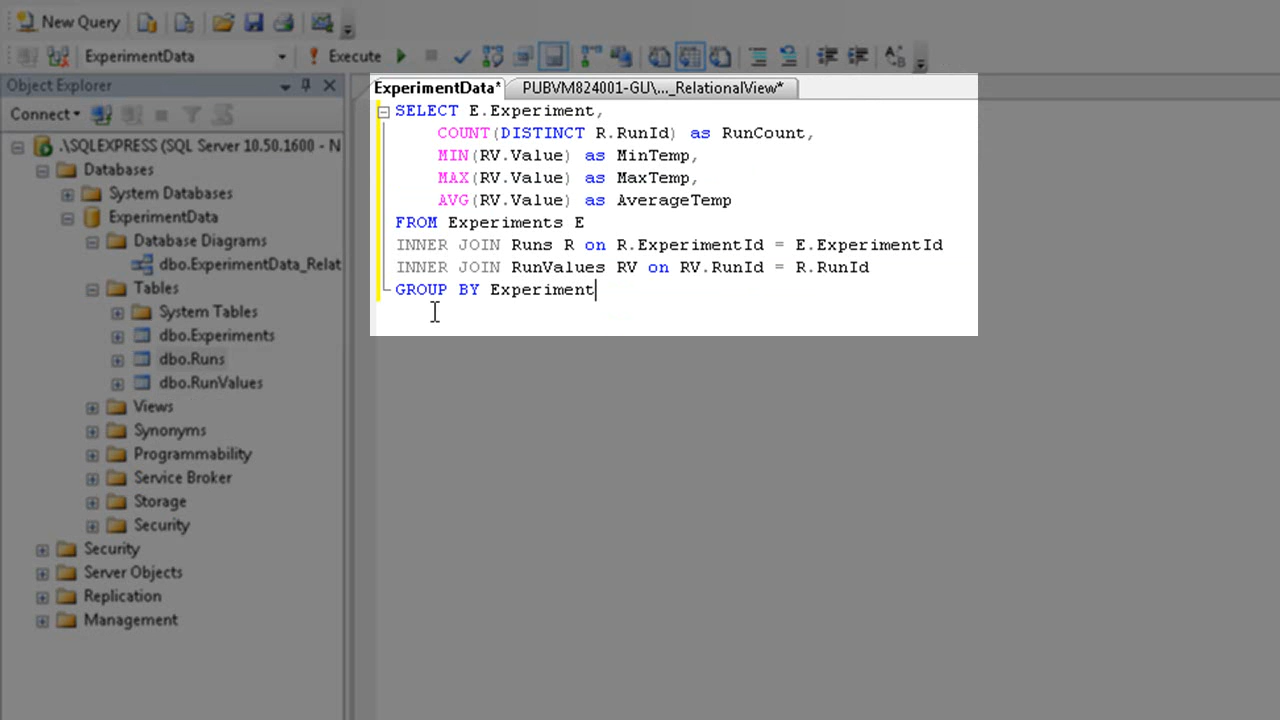 New Query
ExperimentData
Execute
Object Explorer
Connect
.\SQLEXPRESS (SQL Server 10.50.1600 - N
Databases
System Databases
ExperimentData
Database Diagrams
dbo.ExperimentData_Relat
Tables
System Tables
dbo.Experiments
dbo.Runs
dbo.RunValues
Views
Synonyms
Programmability
Service Broker
Storage
Security
Security
Server Objects
Replication
Management
ExperimentData*
PUBVM824001-GU\..._RelationalView*
SELECT E.Experiment,
COUNT(DISTINCT R.RunId) as RunCount,
MIN(RV.Value) as MinTemp,
MAX(RV.Value) as MaxTemp,
AVG(RV.Value) as AverageTemp
FROM Experiments E
INNER JOIN Runs R on R.ExperimentId = E.ExperimentId
INNER JOIN RunValues RV on RV.RunId = R.RunId
GROUP BY Experiment